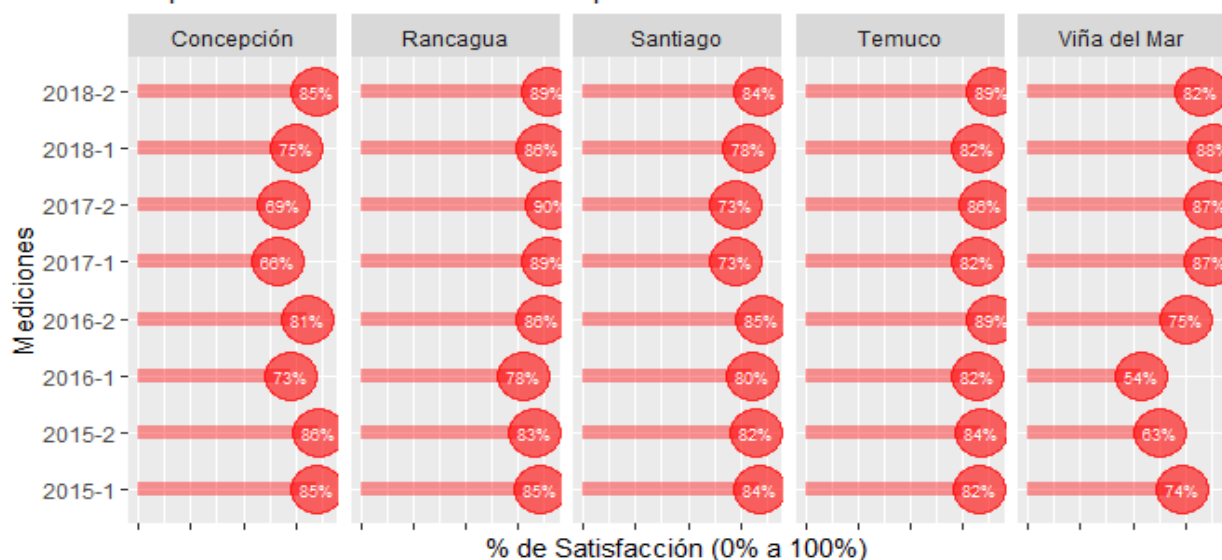 Concepción Rancagua Santiago Temuco Viña del Mar
2018-2 85% 89% 84% 89% 82%
2018-1 75% 86% 78% 82% 88%
2017-2 69% 90% 73% 86% 87%
2017-1 66% 89% 73% 82% 87%
2016-2 81% 86% 85% 89% 75%
2016-1 73% 78% 80% 82% 54%
2015-2 86% 83% 82% 84% 63%
2015-1 85% 85% 84% 82% 74%
Mediciones
% de Satisfacción (0% a 100%)